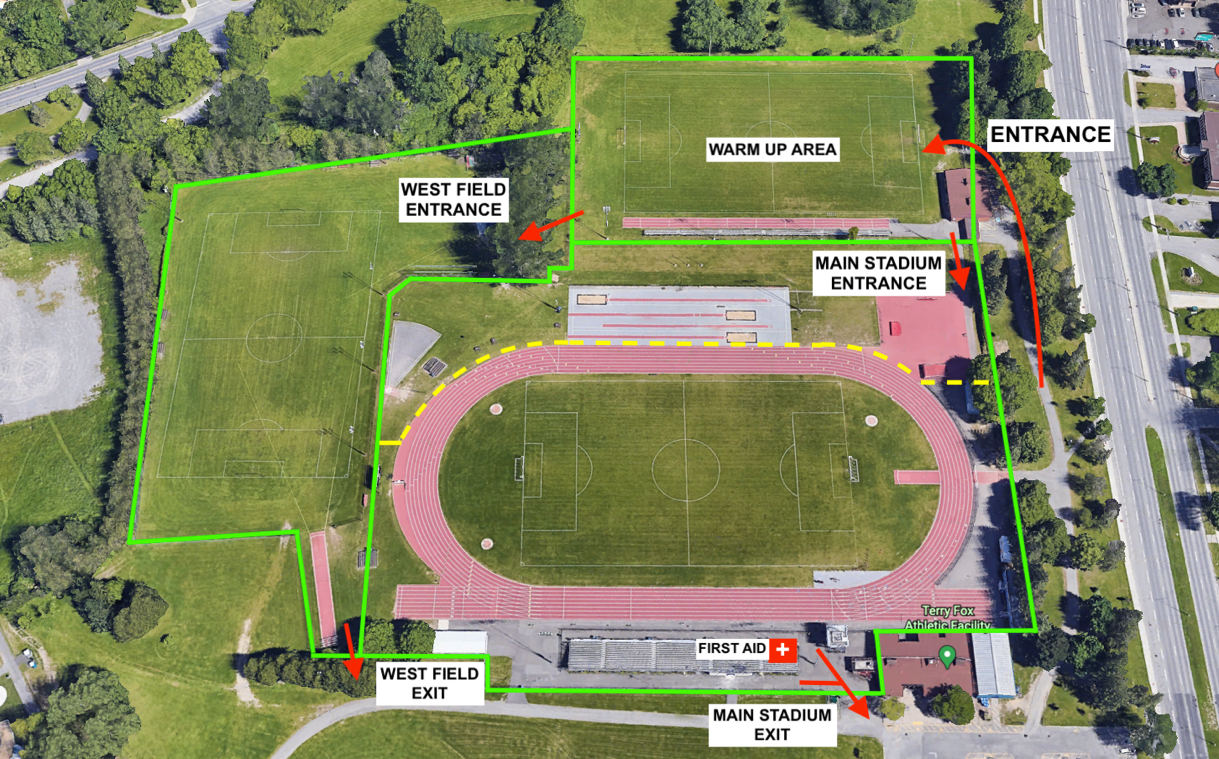 ENTRANCE
WARM UP AREA
WEST FIELD
ENTRANCE
MAIN STADIUM
ENTRANCE
Terry Fox
Athletic Facility
FIRST AID
WEST FIELD
EXIT
MAIN STADIUM
EXIT